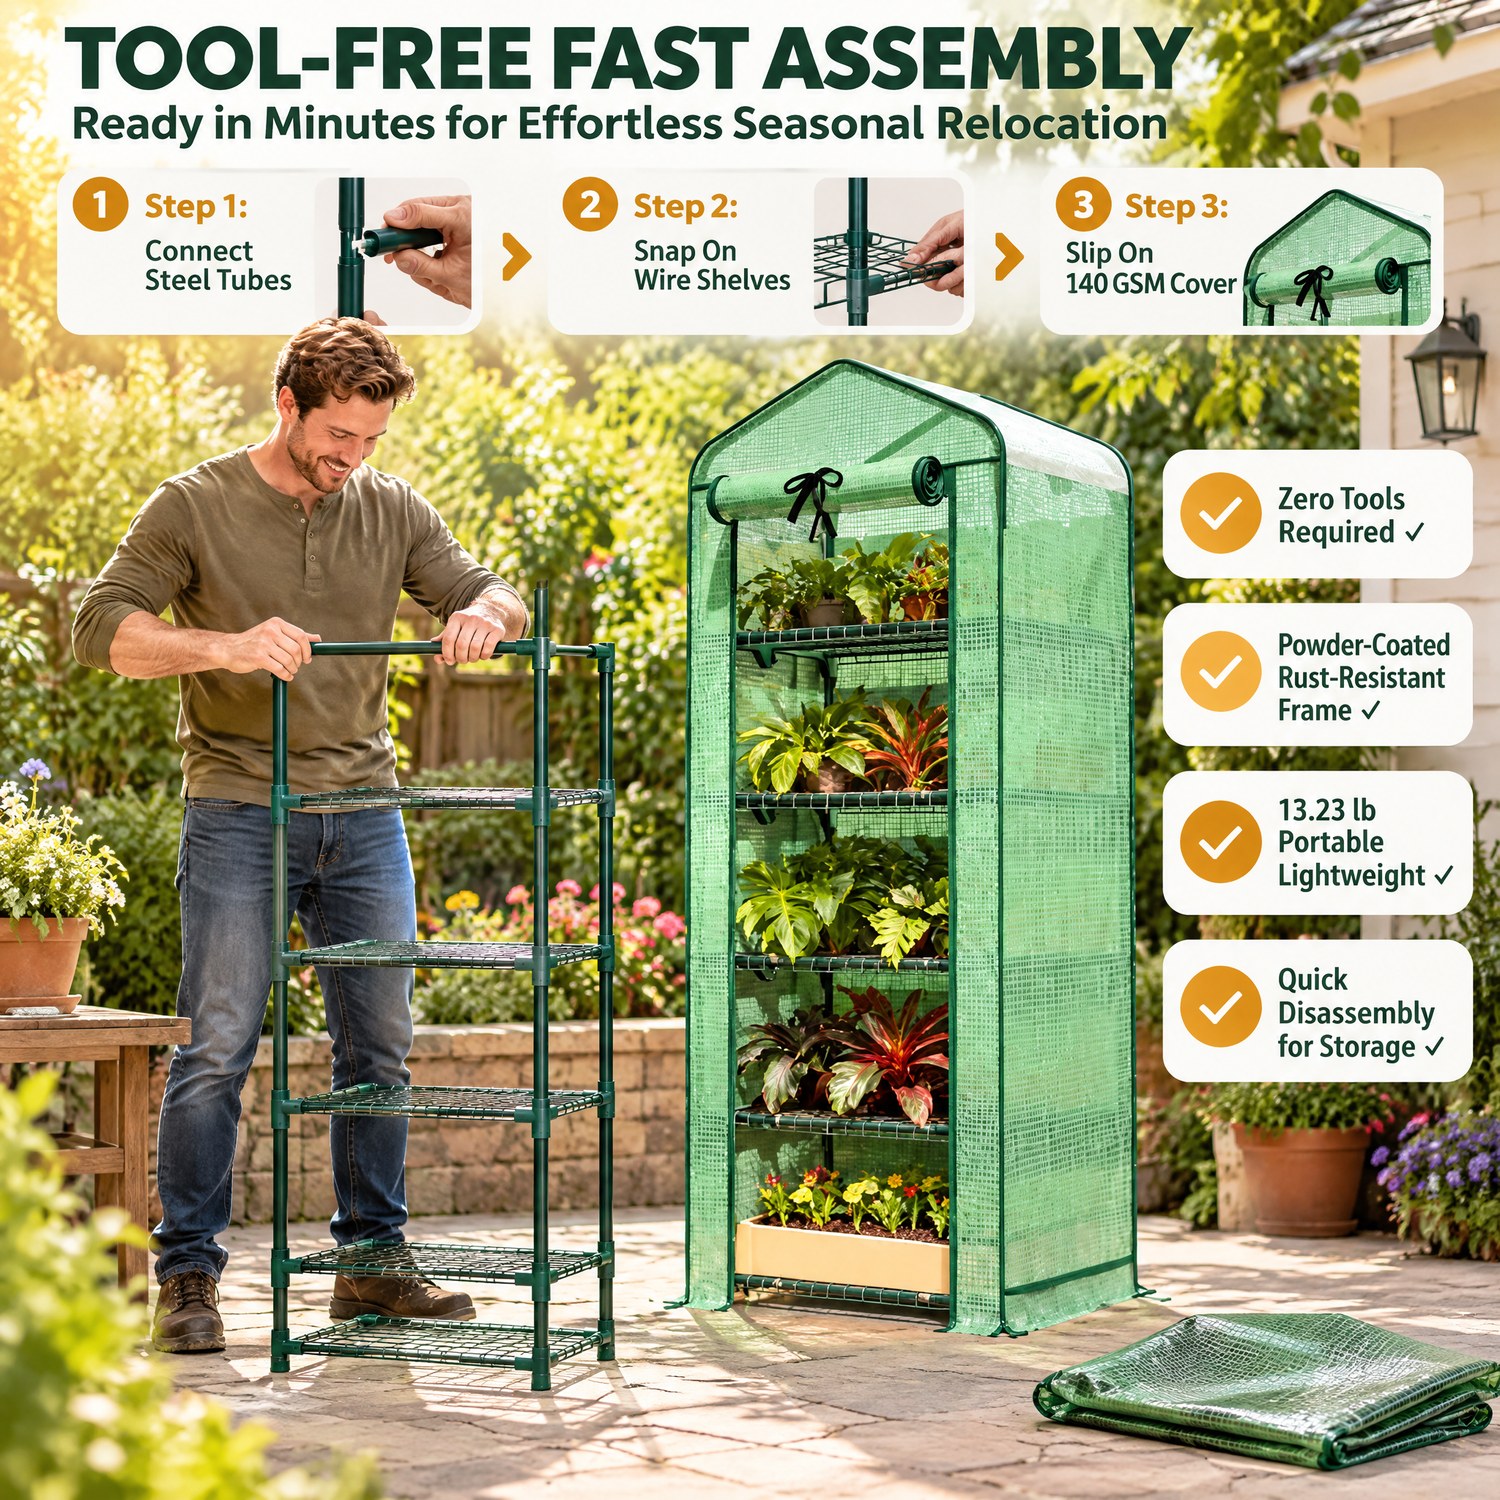 TOOL-FREE FAST ASSEMBLY
Ready in Minutes for Effortless Seasonal Relocation
1
Step 1:
Connect
Steel Tubes
2
Step 2:
Snap On
Wire Shelves
3
Step 3:
Slip On
140 GSM Cover
Zero Tools
Required ✓
Powder-Coated
Rust-Resistant
Frame ✓
13.23 lb
Portable
Lightweight ✓
Quick
Disassembly
for Storage ✓